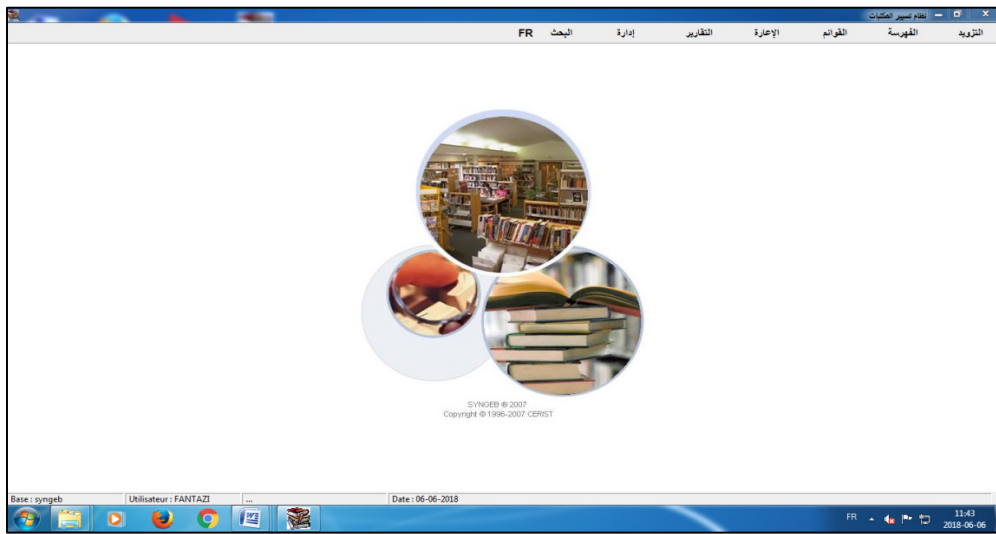 نظام تسيير المكتبات
التزويد الفهرسة القوائم الإعارة التقارير إدارة البحث FR
SYNGEB © 2007
Copyright © 1996-2007 CERIST
Base : syngeb Utilisateur : FANTAZI ... Date : 06-06-2018
FR 11:43
2018-06-06